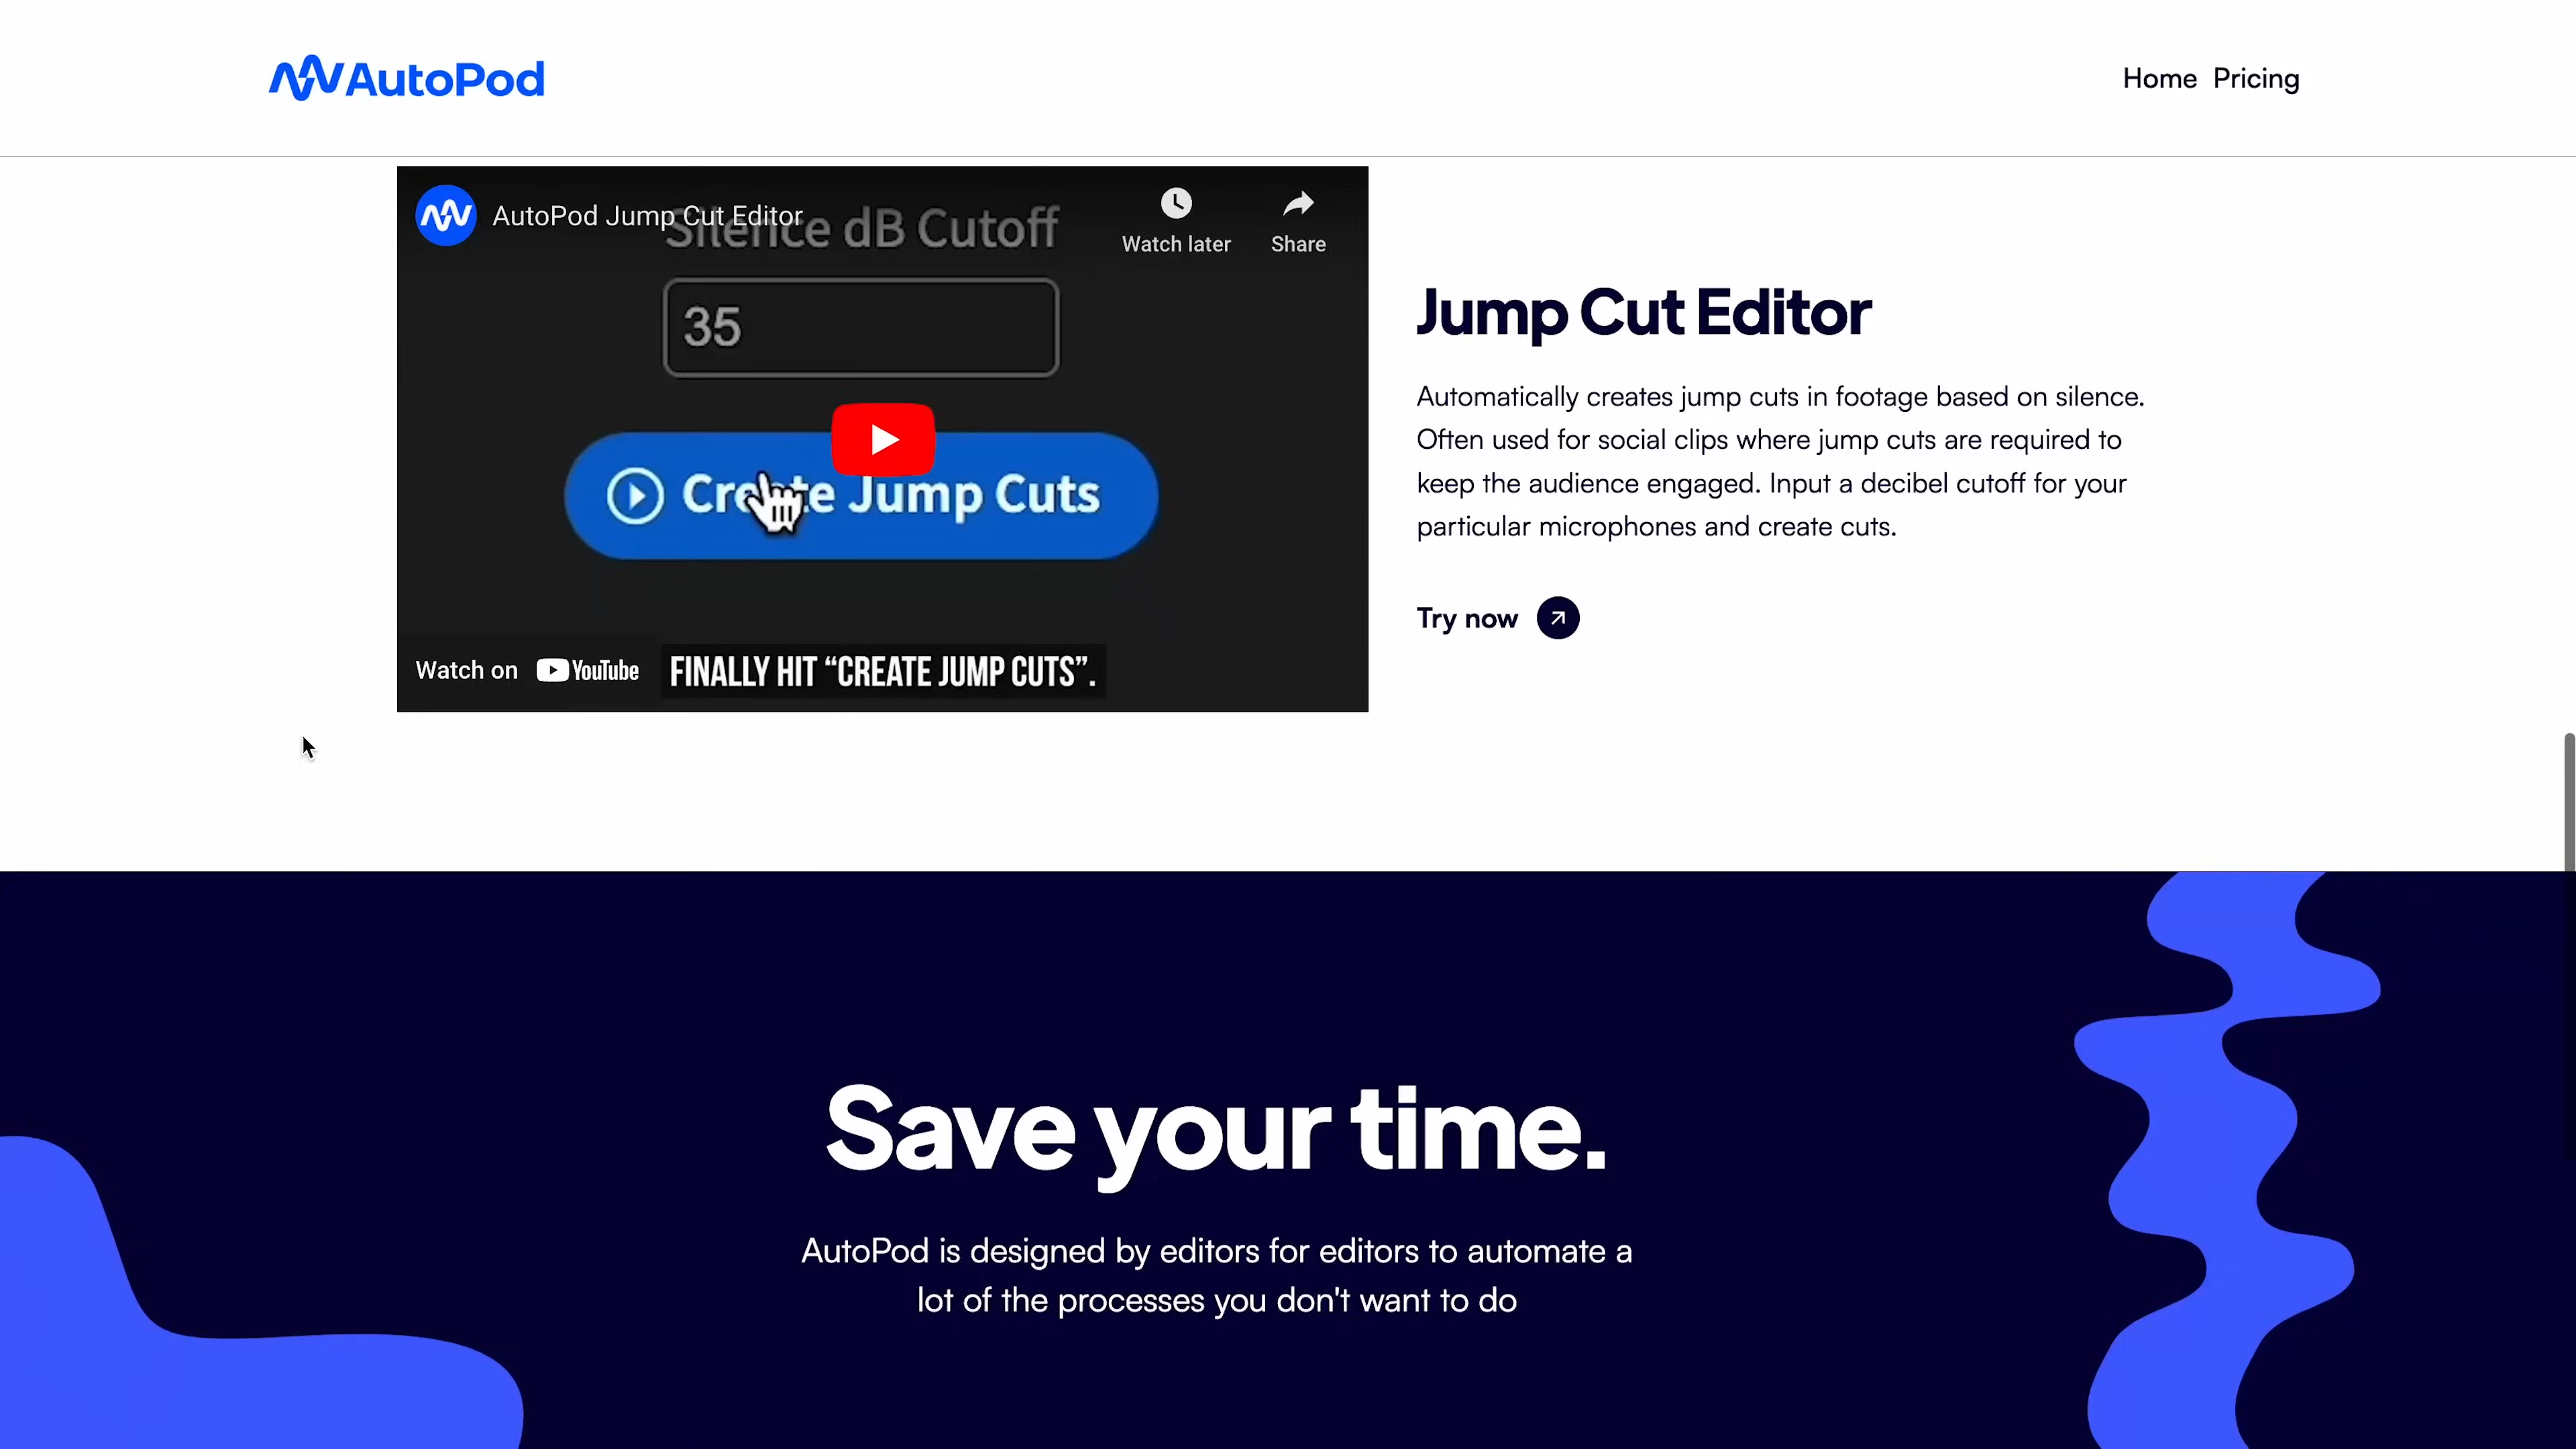 AutoPod
Home Pricing
AutoPod Jump Cut Editor
Watch later
Share
Silence dB Cutoff
35
Create Jump Cuts
Watch on YouTube
FINALLY HIT “CREATE JUMP CUTS”.
Jump Cut Editor
Automatically creates jump cuts in footage based on silence.
Often used for social clips where jump cuts are required to
keep the audience engaged. Input a decibel cutoff for your
particular microphones and create cuts.
Try now
Save your time.
AutoPod is designed by editors for editors to automate a
lot of the processes you don't want to do